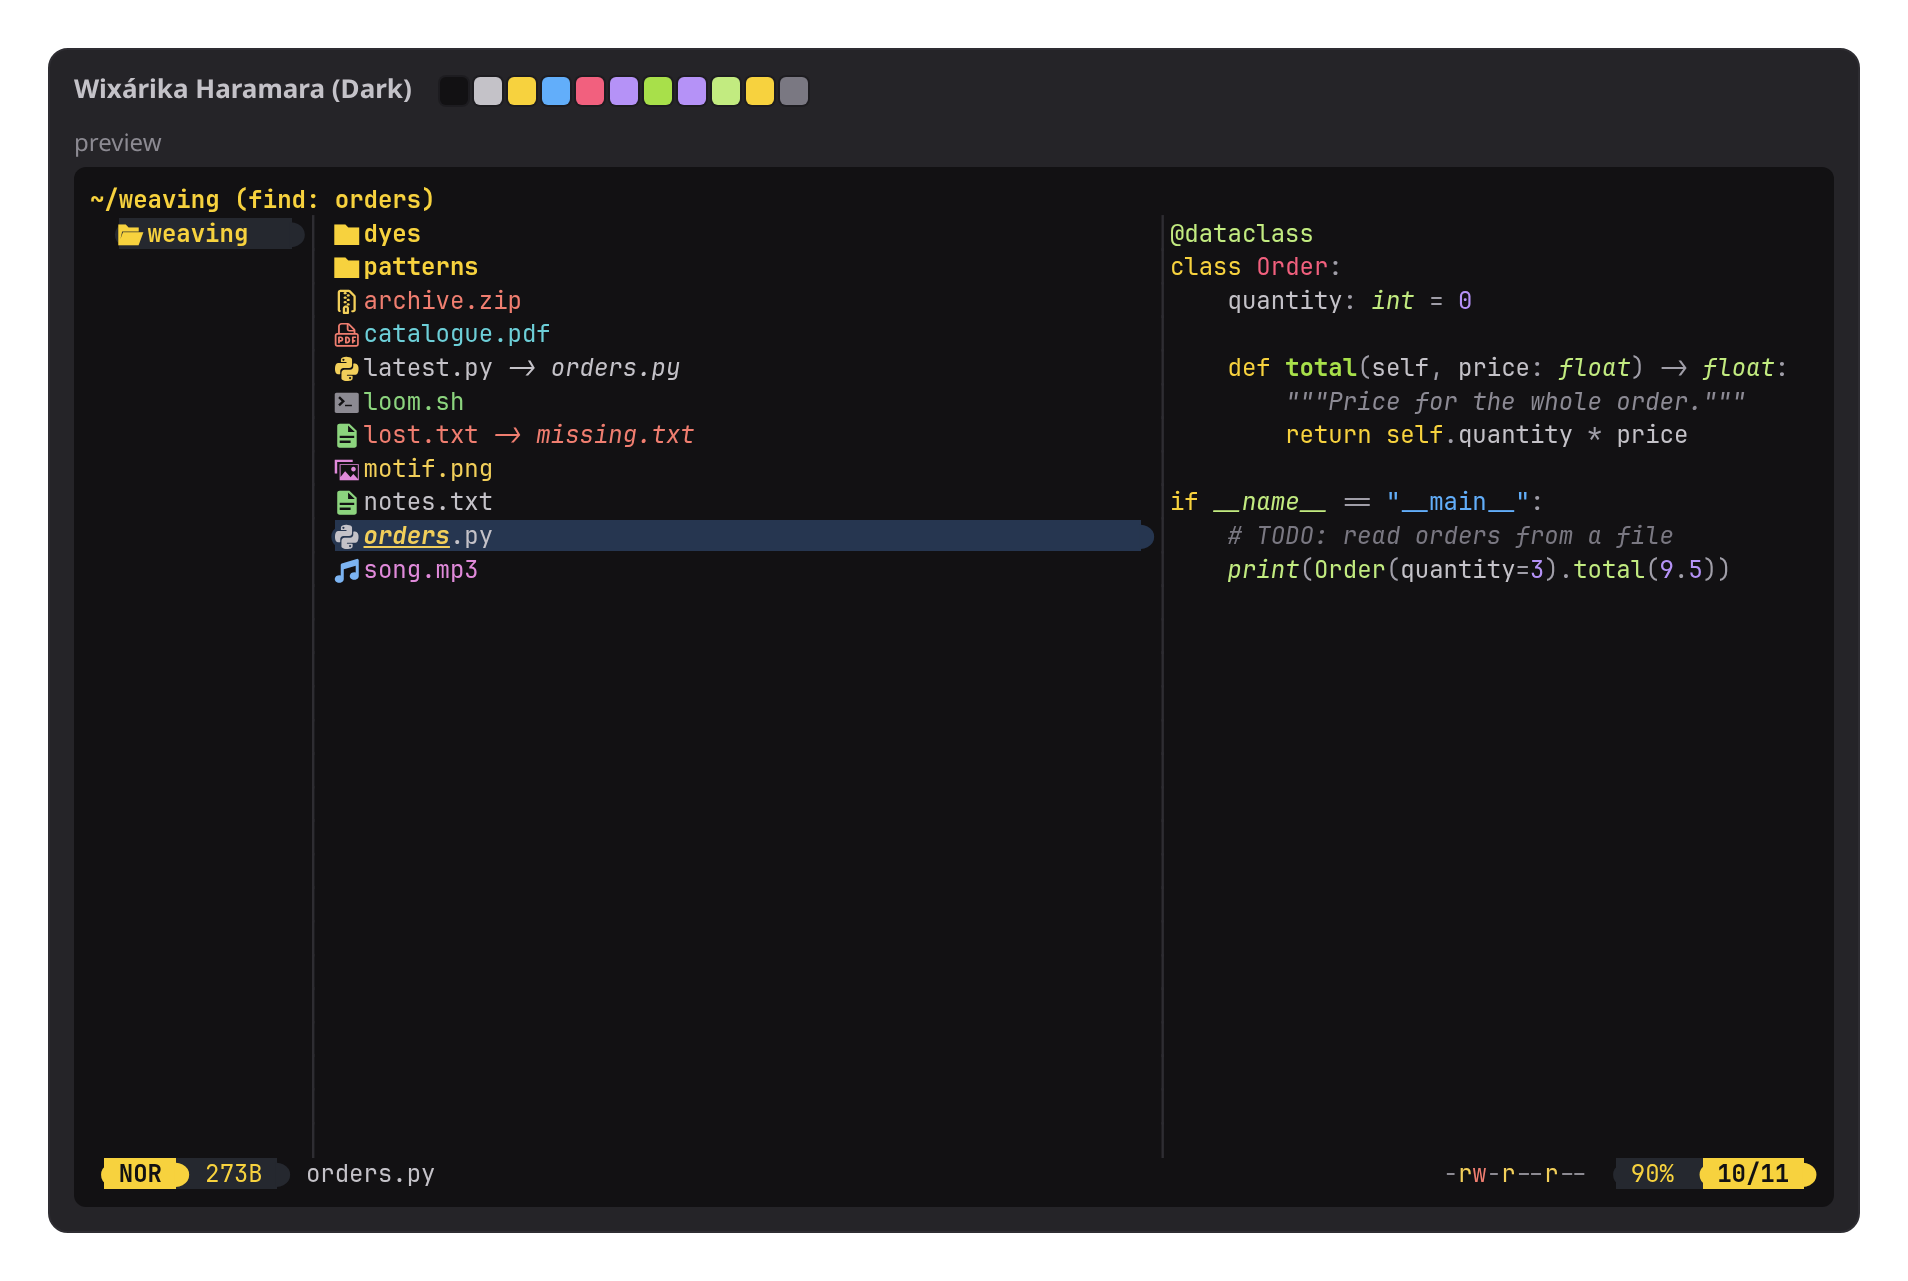 Wixárika Haramara (Dark)
preview
~/weaving (find: orders)
weaving
dyes
patterns
archive.zip
catalogue.pdf
latest.py -> orders.py
loom.sh
lost.txt -> missing.txt
motif.png
notes.txt
orders.py
song.mp3
@dataclass
class Order:
    quantity: int = 0
    def total(self, price: float) -> float:
        """Price for the whole order."""
        return self.quantity * price
if __name__ == "__main__":
    # TODO: read orders from a file
    print(Order(quantity=3).total(9.5))
NOR 273B orders.py -rw-r--r-- 90% 10/11